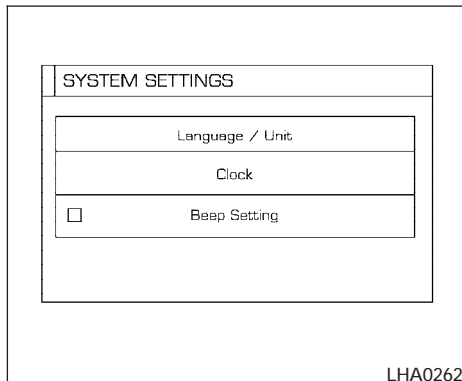 SYSTEM SETTINGS
Language / Unit
Clock
Beep Setting
LHA0262